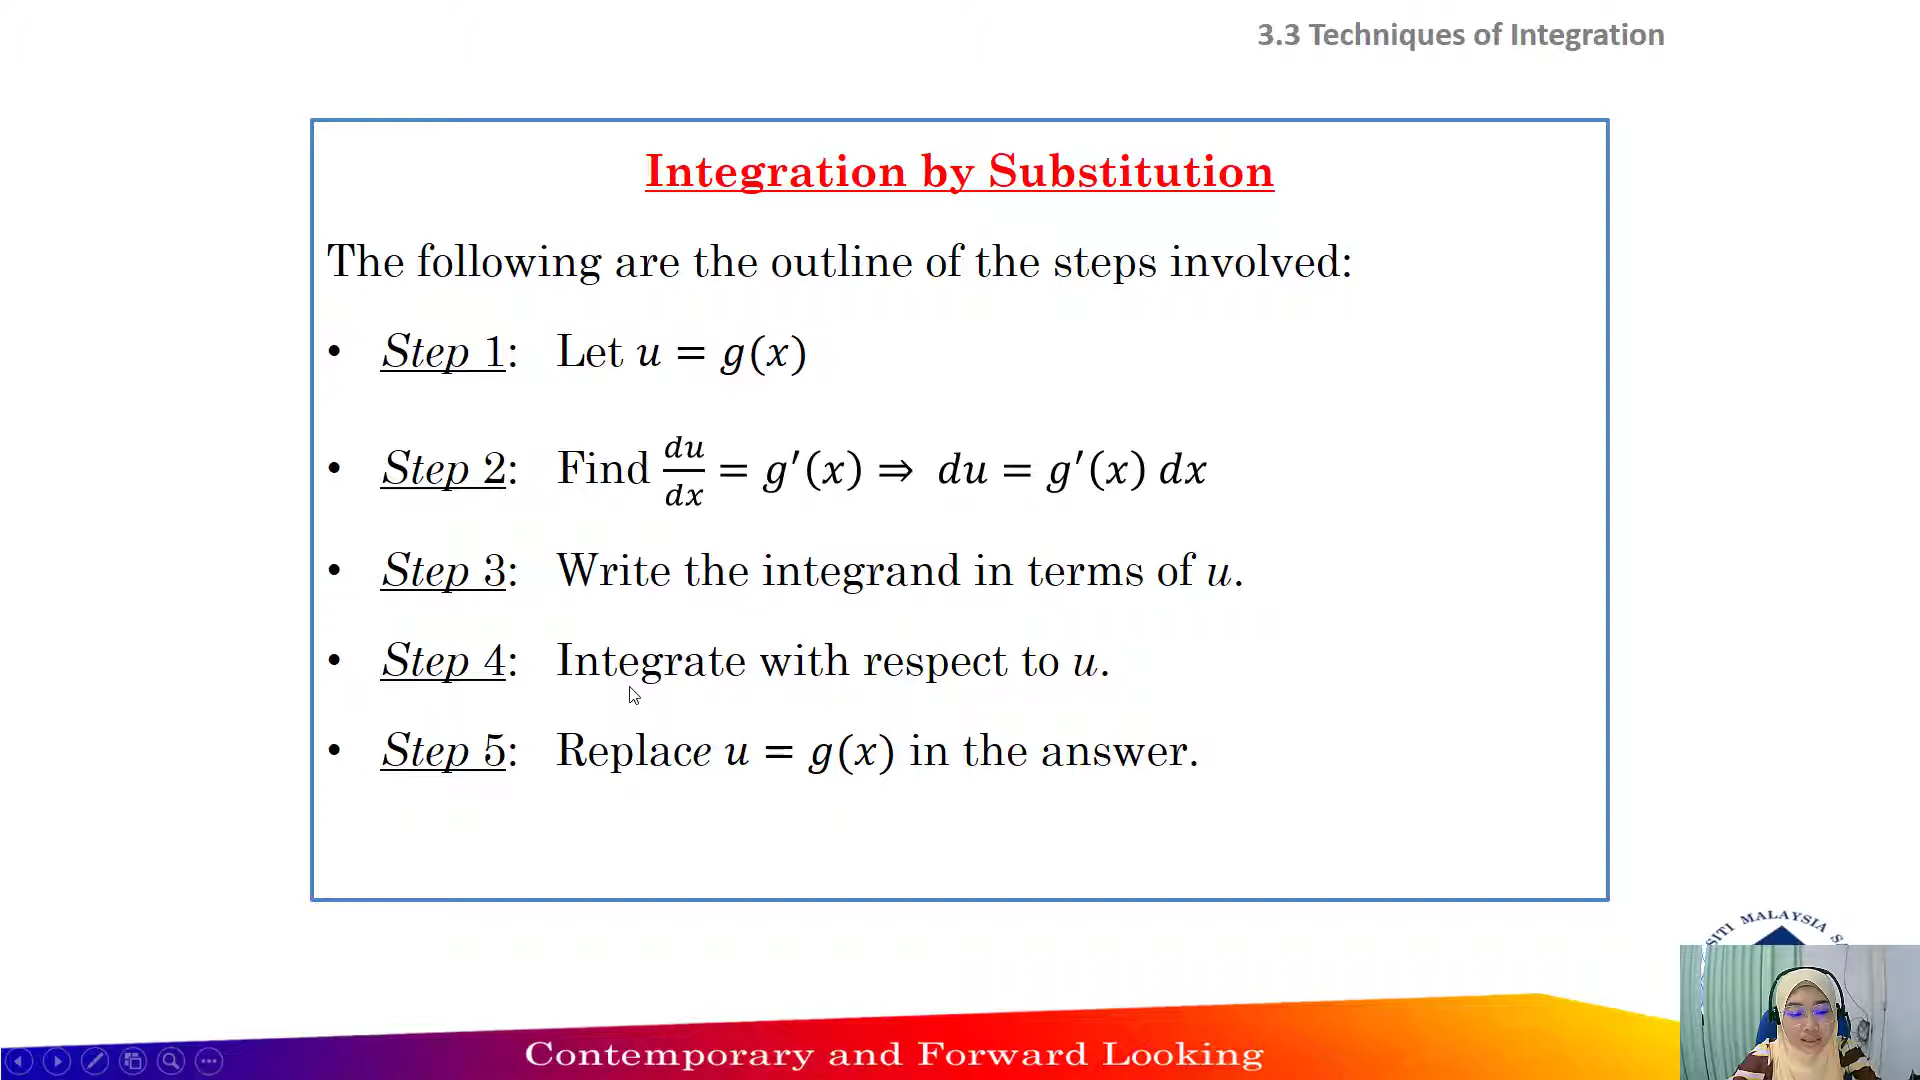 3.3 Techniques of Integration
Integration by Substitution
The following are the outline of the steps involved:
• Step 1: Let u = g(x)
• Step 2: Find du/dx = g′(x) ⇒ du = g′(x) dx
• Step 3: Write the integrand in terms of u.
• Step 4: Integrate with respect to u.
• Step 5: Replace u = g(x) in the answer.
MALAYSIA
Contemporary and Forward Looking